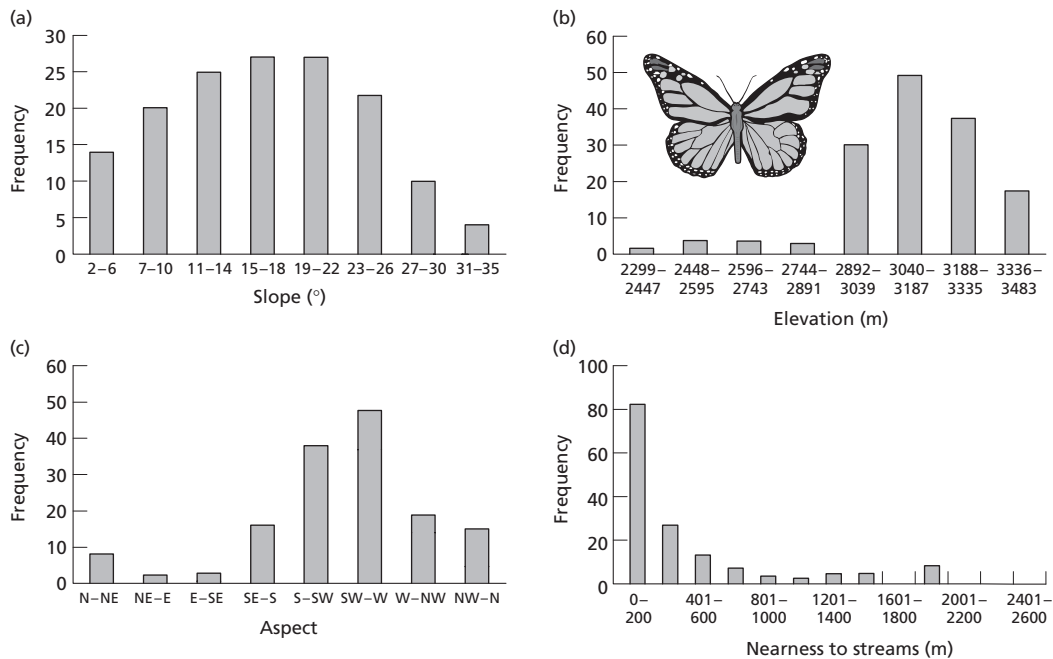 (a)
30
25
20
15
10
5
0
Frequency
2–6 7–10 11–14 15–18 19–22 23–26 27–30 31–35
Slope (°)
(b)
60
50
40
30
20
10
0
Frequency
2299– 2448– 2596– 2744– 2892– 3040– 3188– 3336–
2447 2595 2743 2891 3039 3187 3335 3483
Elevation (m)
(c)
60
50
40
30
20
10
0
Frequency
N–NE NE–E E–SE SE–S S–SW SW–W W–NW NW–N
Aspect
(d)
100
80
60
40
20
0
Frequency
0– 401– 801– 1201– 1601– 2001– 2401–
200 600 1000 1400 1800 2200 2600
Nearness to streams (m)